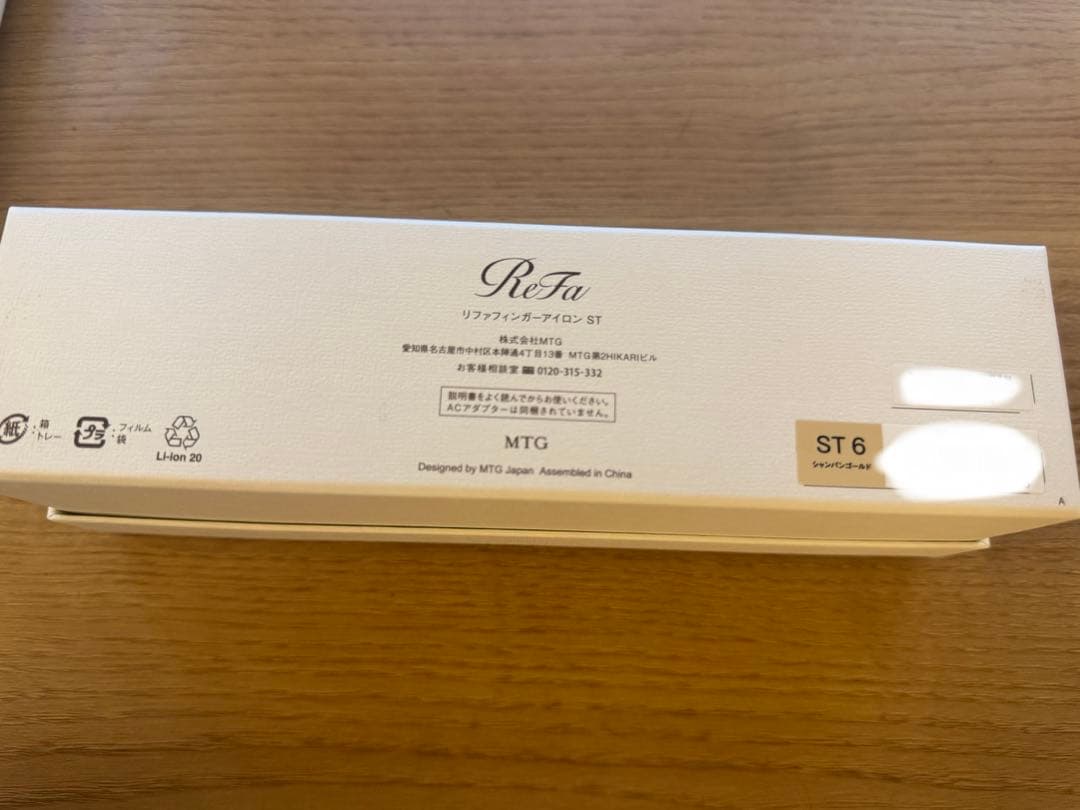 ReFa
リファフィンガーアイロン ST
株式会社MTG
愛知県名古屋市中村区本陣通4丁目13番 MTG第2HIKARIビル
お客様相談室 0120-315-332
説明書をよく読んでからお使いください。
ACアダプターは同梱されていません。
MTG
Designed by MTG Japan Assembled in China
紙 : 箱
トレー
プラ : フィルム
袋
Li-ion 20
ST 6
シャンパンゴールド
A